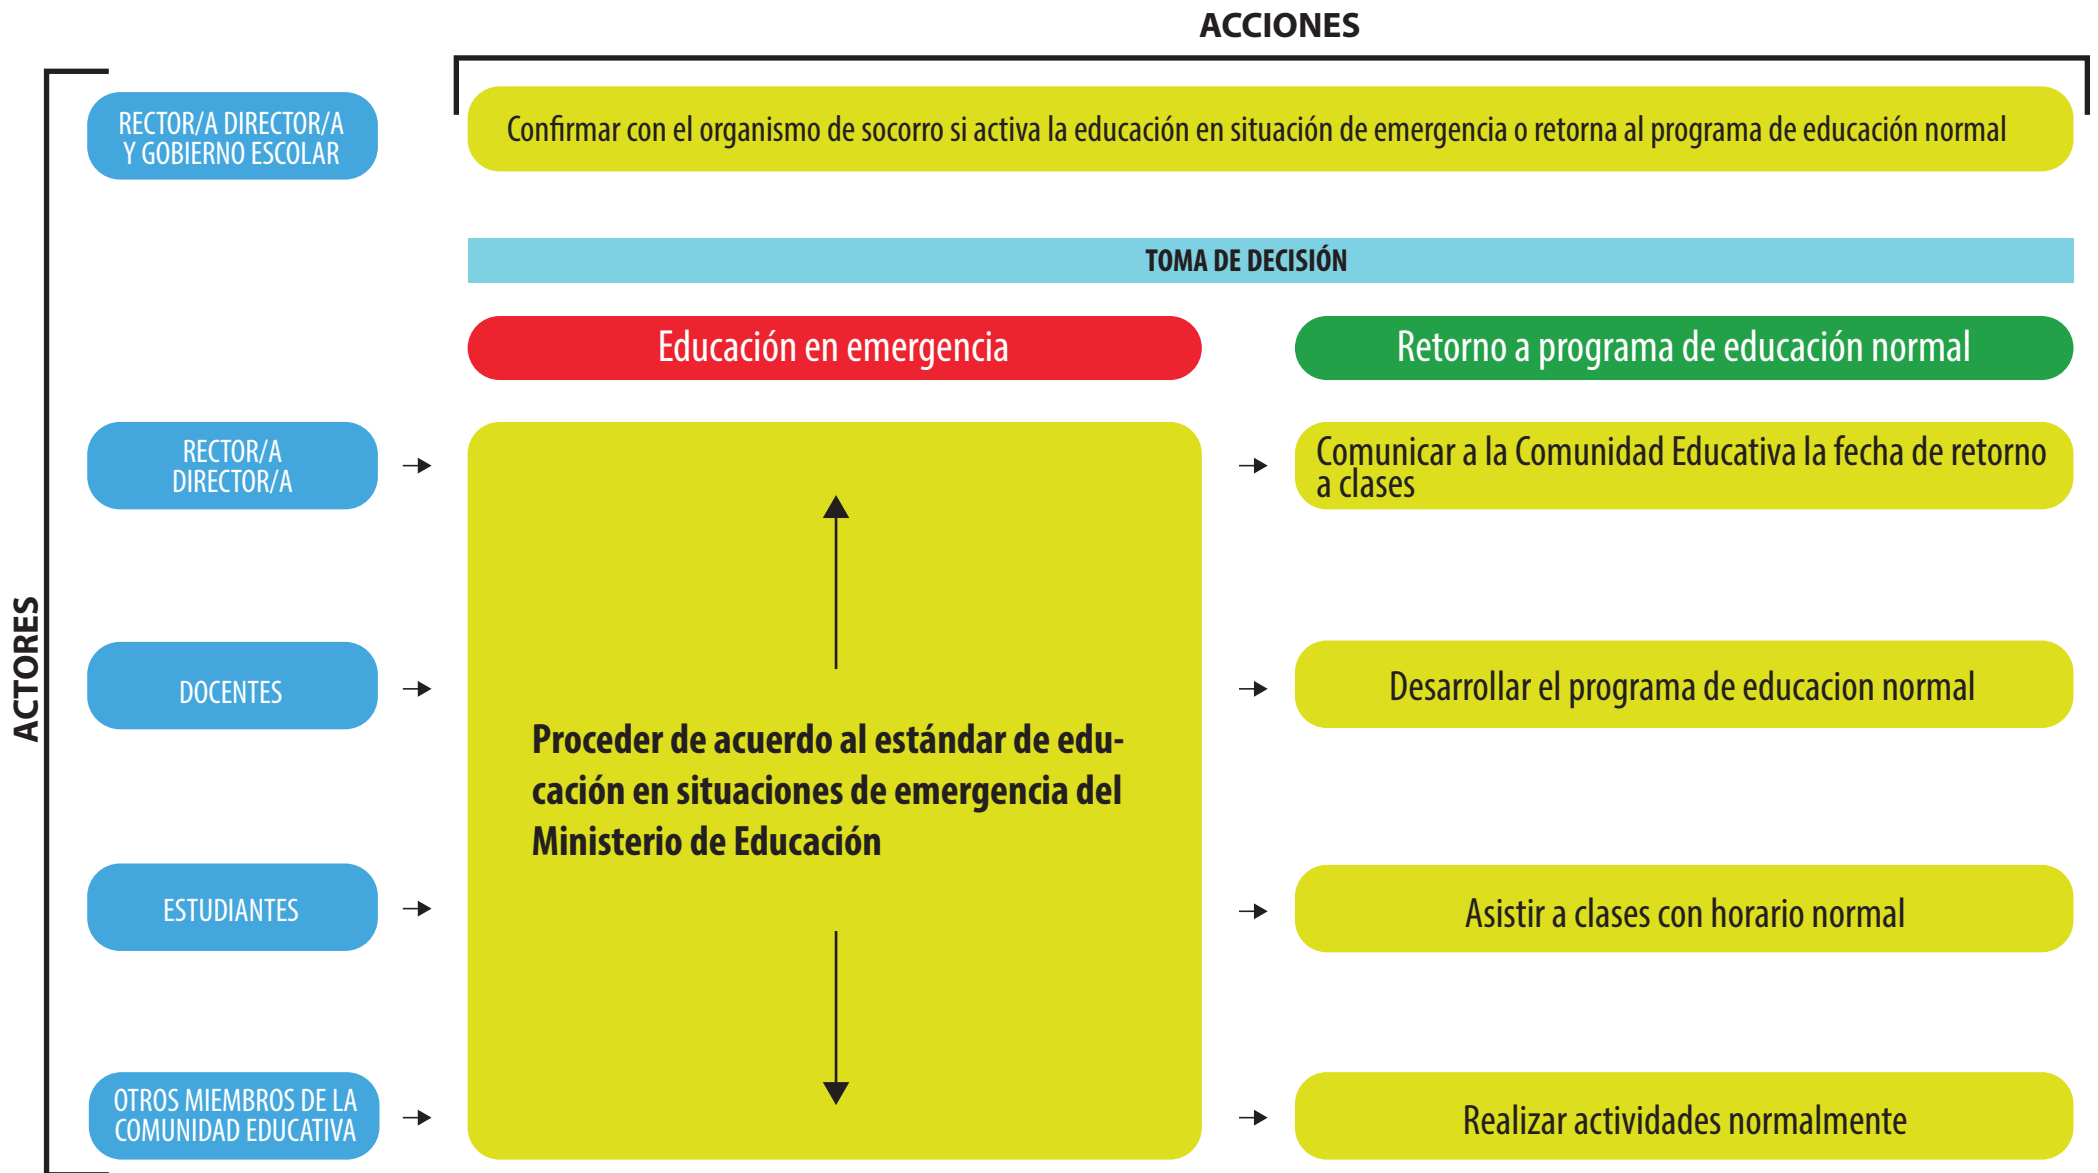 ACCIONES
RECTOR/A DIRECTOR/A
Y GOBIERNO ESCOLAR
Confirmar con el organismo de socorro si activa la educación en situación de emergencia o retorna al programa de educación normal
TOMA DE DECISIÓN
Educación en emergencia
Retorno a programa de educación normal
ACTORES
RECTOR/A
DIRECTOR/A
Comunicar a la Comunidad Educativa la fecha de retorno
a clases
DOCENTES
Desarrollar el programa de educacion normal
Proceder de acuerdo al estándar de edu-
cación en situaciones de emergencia del
Ministerio de Educación
ESTUDIANTES
Asistir a clases con horario normal
OTROS MIEMBROS DE LA
COMUNIDAD EDUCATIVA
Realizar actividades normalmente